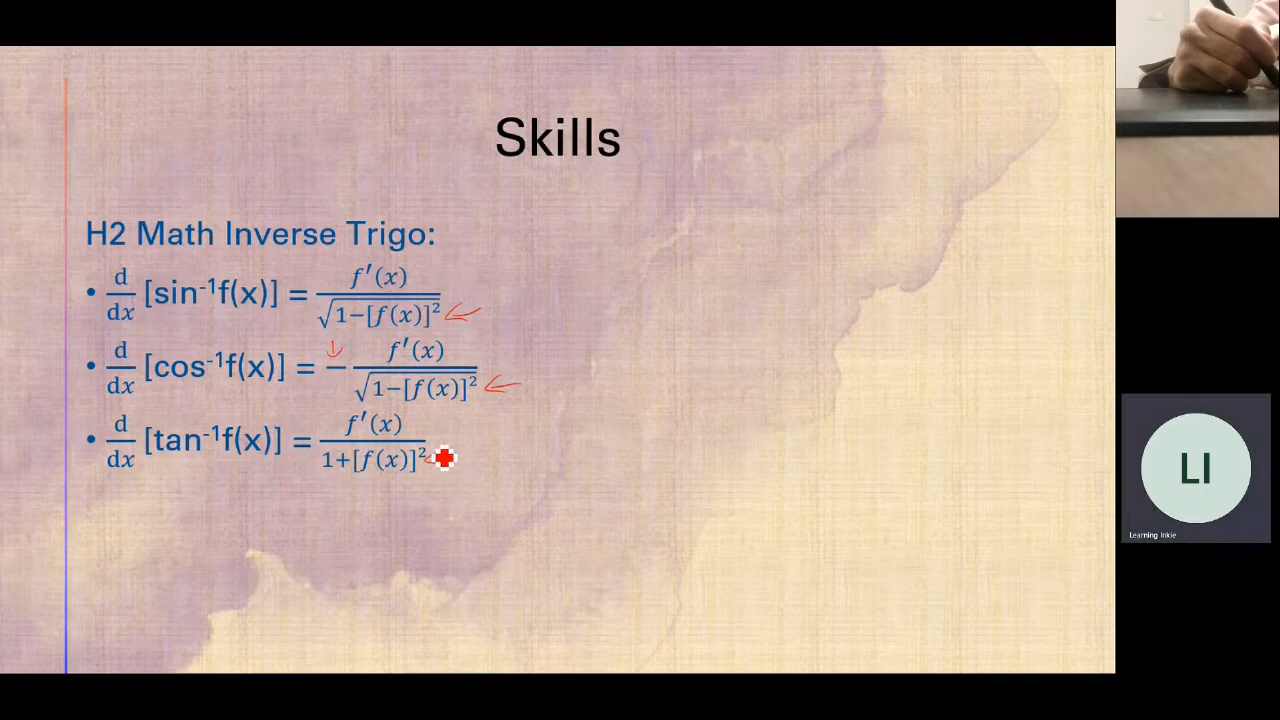 Skills
H2 Math Inverse Trigo:
• d/dx [sin⁻¹f(x)] = f′(x)/√(1−[f(x)]²)
• d/dx [cos⁻¹f(x)] = − f′(x)/√(1−[f(x)]²)
• d/dx [tan⁻¹f(x)] = f′(x)/(1+[f(x)]²)
LI
Learning Inkie